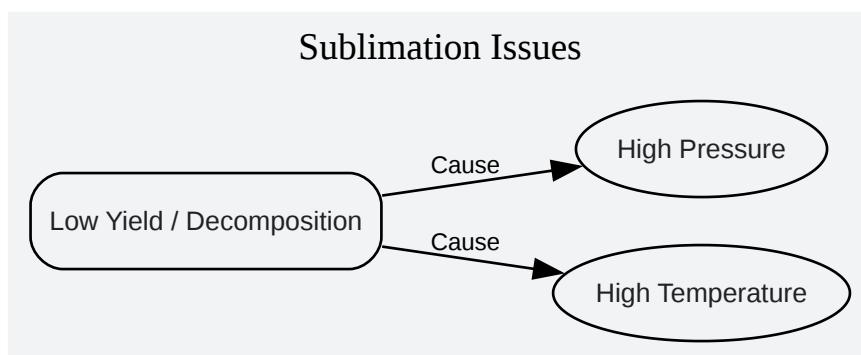 Sublimation Issues
High Pressure
Cause
Low Yield / Decomposition
Cause
High Temperature